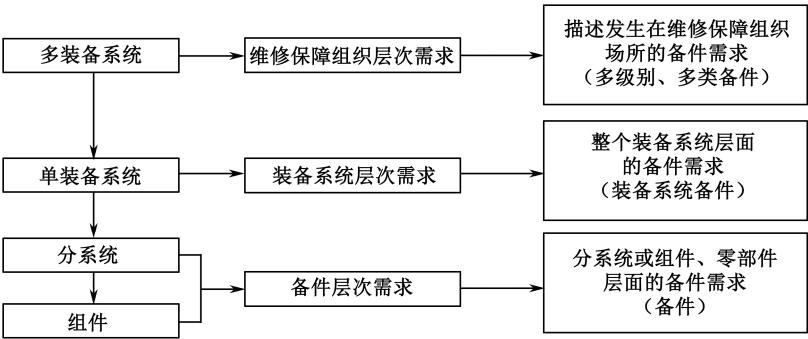 多装备系统
维修保障组织层次需求
描述发生在维修保障组织
场所的备件需求
（多级别、多类备件）
单装备系统
装备系统层次需求
整个装备系统层面
的备件需求
（装备系统备件）
分系统
组件
备件层次需求
分系统或组件、零部件
层面的备件需求
（备件）